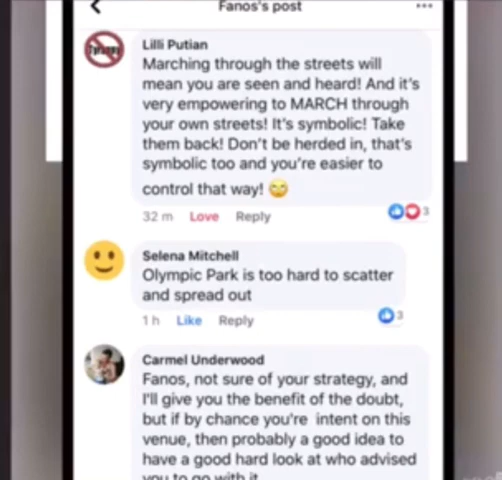 Fanos's post
Lilli Putian
Marching through the streets will
mean you are seen and heard! And it's
very empowering to MARCH through
your own streets! It's symbolic! Take
them back! Don't be herded in, that's
symbolic too and you're easier to
control that way!
32 m Love Reply
3
Selena Mitchell
Olympic Park is too hard to scatter
and spread out
1 h Like Reply
3
Carmel Underwood
Fanos, not sure of your strategy, and
I'll give you the benefit of the doubt,
but if by chance you're intent on this
venue, then probably a good idea to
have a good hard look at who advised
you to go with it